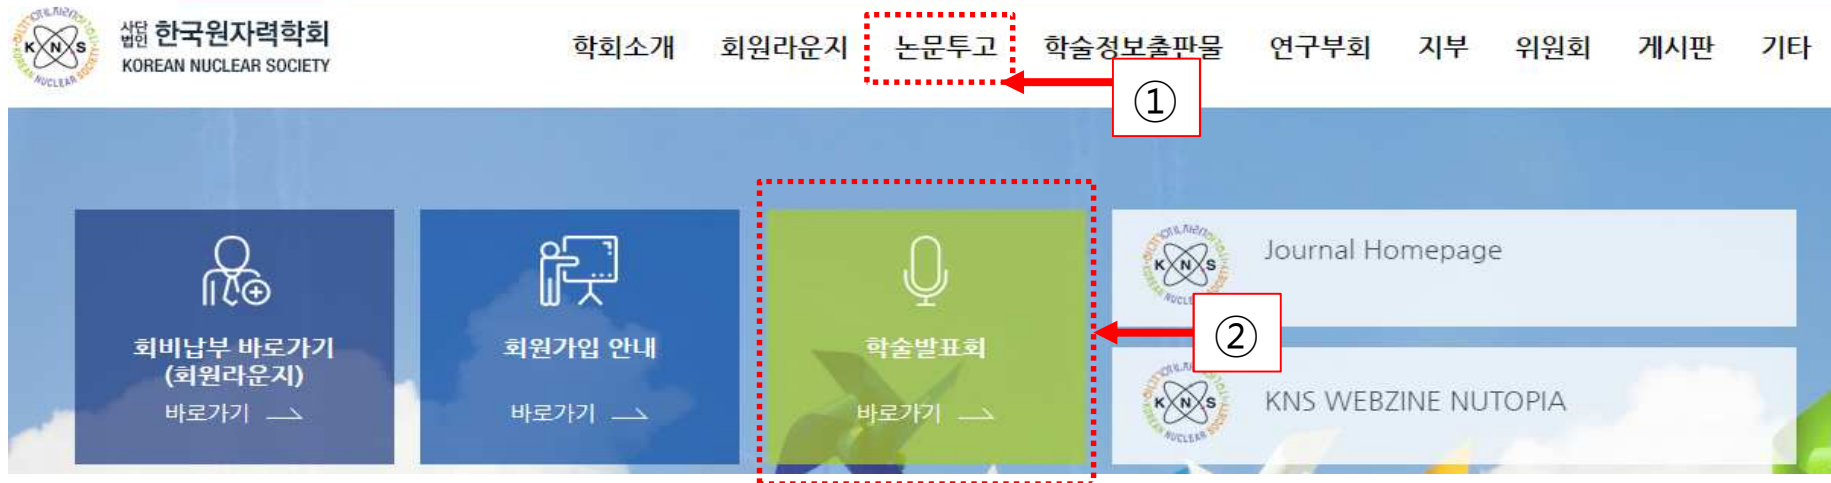 사단법인 한국원자력학회
KOREAN NUCLEAR SOCIETY
학회소개 회원라운지 논문투고 학술정보출판물 연구부회 지부 위원회 게시판 기타
①
회비납부 바로가기
(회원라운지)
바로가기
회원가입 안내
바로가기
학술발표회
바로가기
②
K N S
Journal Homepage
K N S
KNS WEBZINE NUTOPIA
K N S
KOREAN NUCLEAR SOCIETY